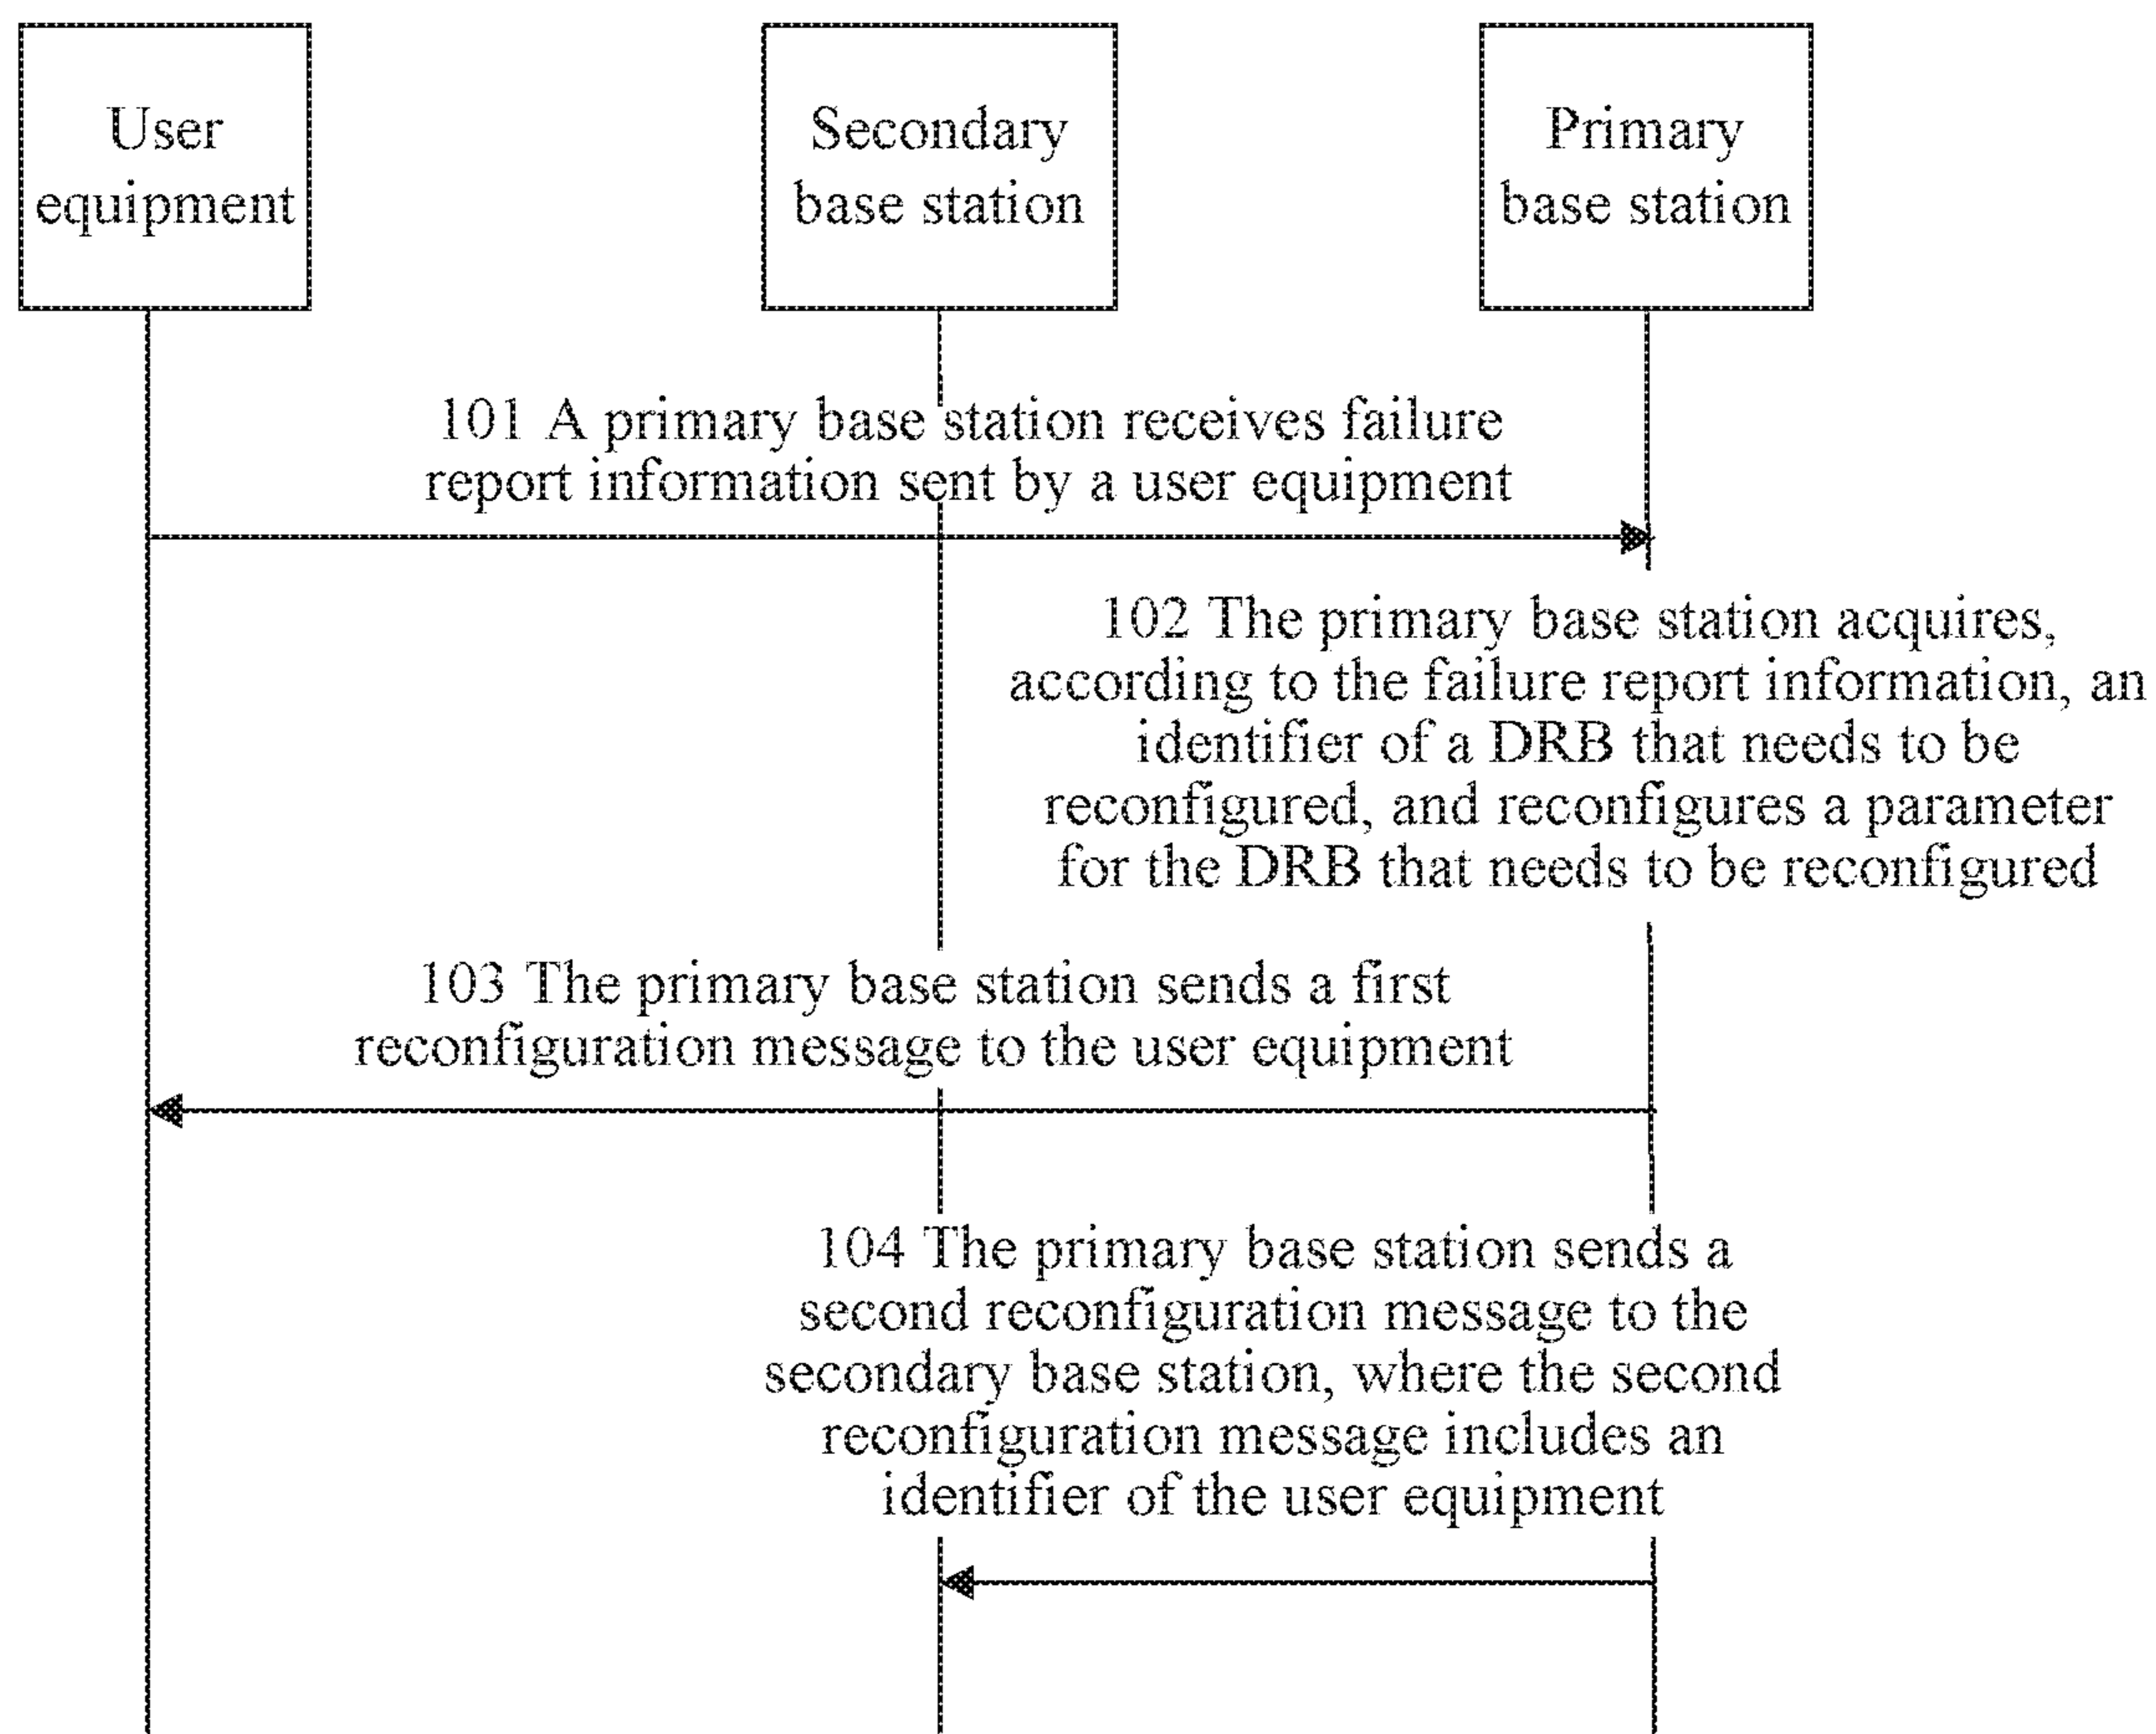 User
equipment
Secondary
base station
Primary
base station
101 A primary base station receives failure
report information sent by a user equipment
102 The primary base station acquires,
according to the failure report information, an
identifier of a DRB that needs to be
reconfigured, and reconfigures a parameter
for the DRB that needs to be reconfigured
103 The primary base station sends a first
reconfiguration message to the user equipment
104 The primary base station sends a
second reconfiguration message to the
secondary base station, where the second
reconfiguration message includes an
identifier of the user equipment